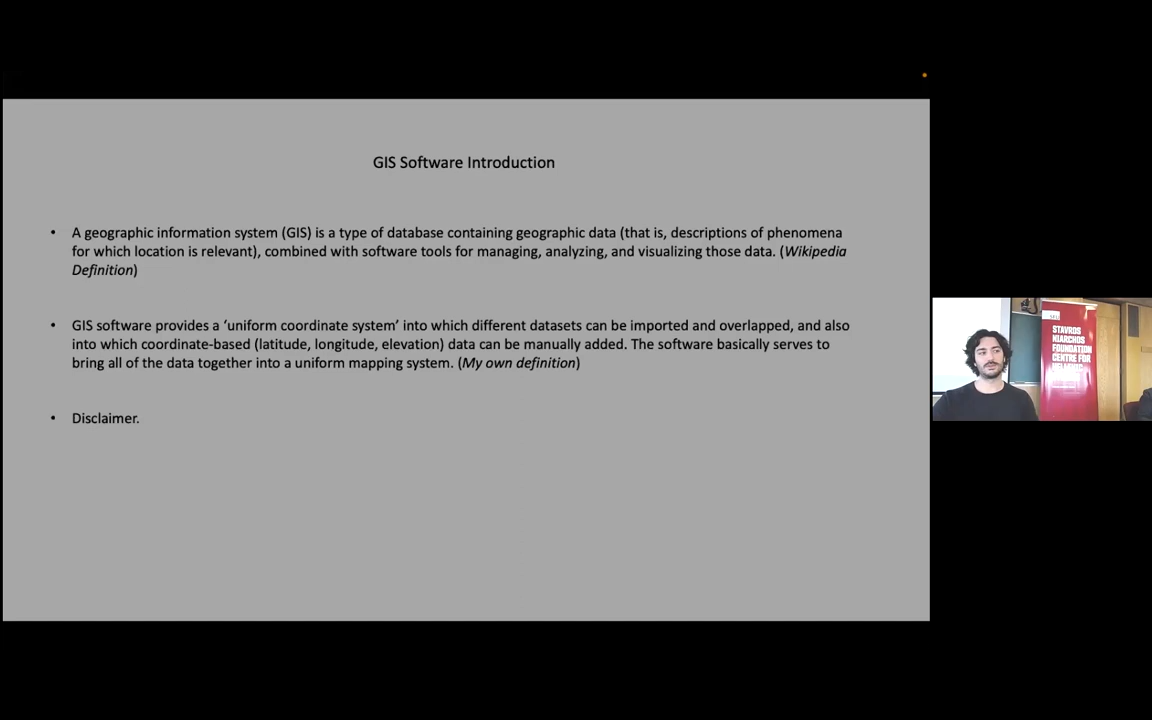 GIS Software Introduction
• A geographic information system (GIS) is a type of database containing geographic data (that is, descriptions of phenomena
for which location is relevant), combined with software tools for managing, analyzing, and visualizing those data. (Wikipedia
Definition)
• GIS software provides a ‘uniform coordinate system’ into which different datasets can be imported and overlapped, and also
into which coordinate-based (latitude, longitude, elevation) data can be manually added. The software basically serves to
bring all of the data together into a uniform mapping system. (My own definition)
• Disclaimer.
STAVROS
NIARCHOS
FOUNDATION
CENTRE FOR